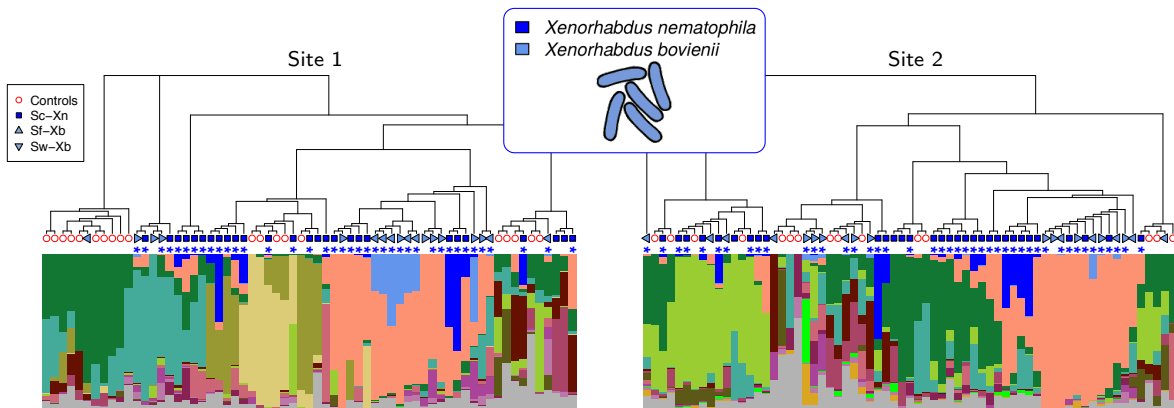 Xenorhabdus nematophila
Xenorhabdus bovienii
Site 1
Site 2
Controls
Sc−Xn
Sf−Xb
Sw−Xb